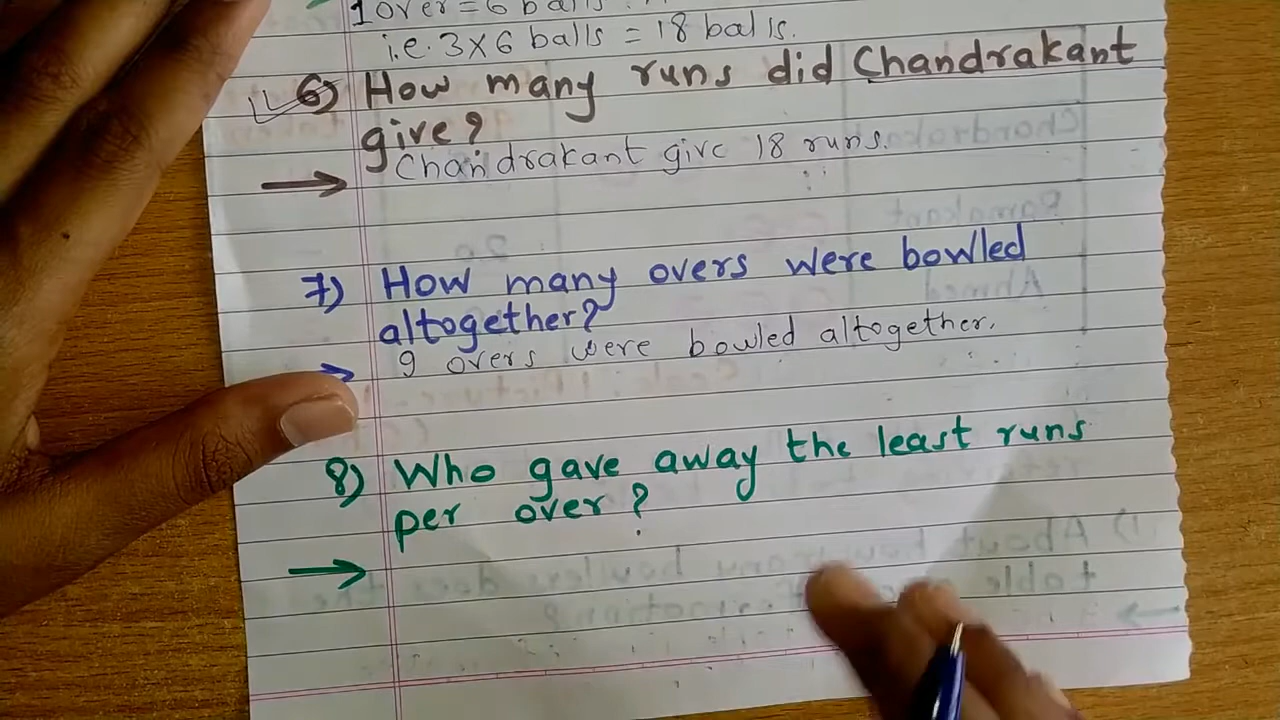 1 over = 6 balls
i.e. 3 X 6 balls = 18 balls.
6) How many runs did Chandrakant
give?
Chandrakant give 18 runs.
7) How many overs were bowled
altogether?
9 overs were bowled altogether.
8) Who gave away the least runs
per over?